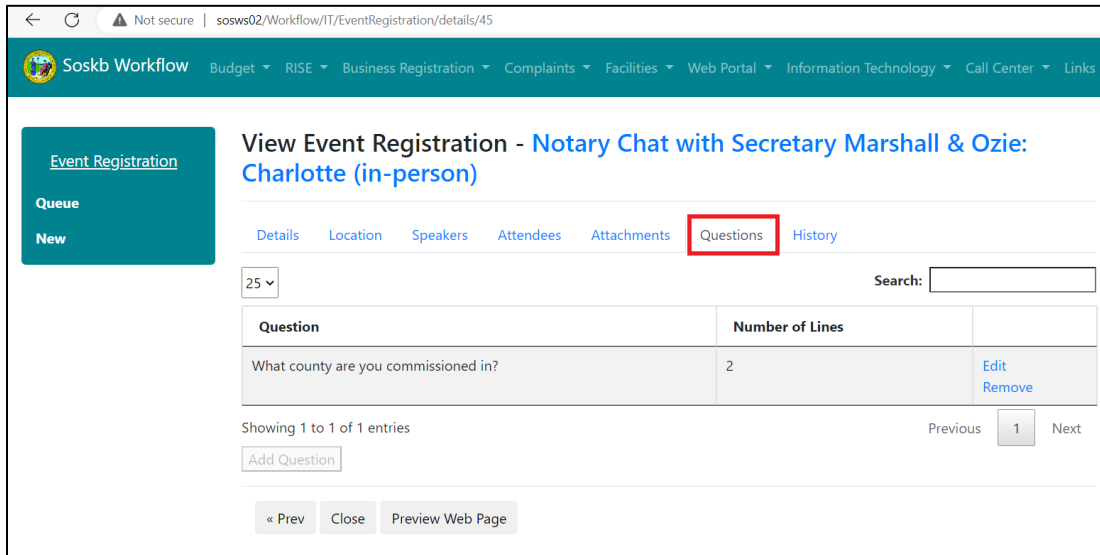 Not secure | sosws02/Workflow/IT/EventRegistration/details/45
Soskb Workflow Budget RISE Business Registration Complaints Facilities Web Portal Information Technology Call Center Links
Event Registration
Queue
New
View Event Registration - Notary Chat with Secretary Marshall & Ozie:
Charlotte (in-person)
Details Location Speakers Attendees Attachments Questions History
25 Search:
Question Number of Lines
What county are you commissioned in? 2 Edit
Remove
Showing 1 to 1 of 1 entries Previous 1 Next
Add Question
« Prev Close Preview Web Page